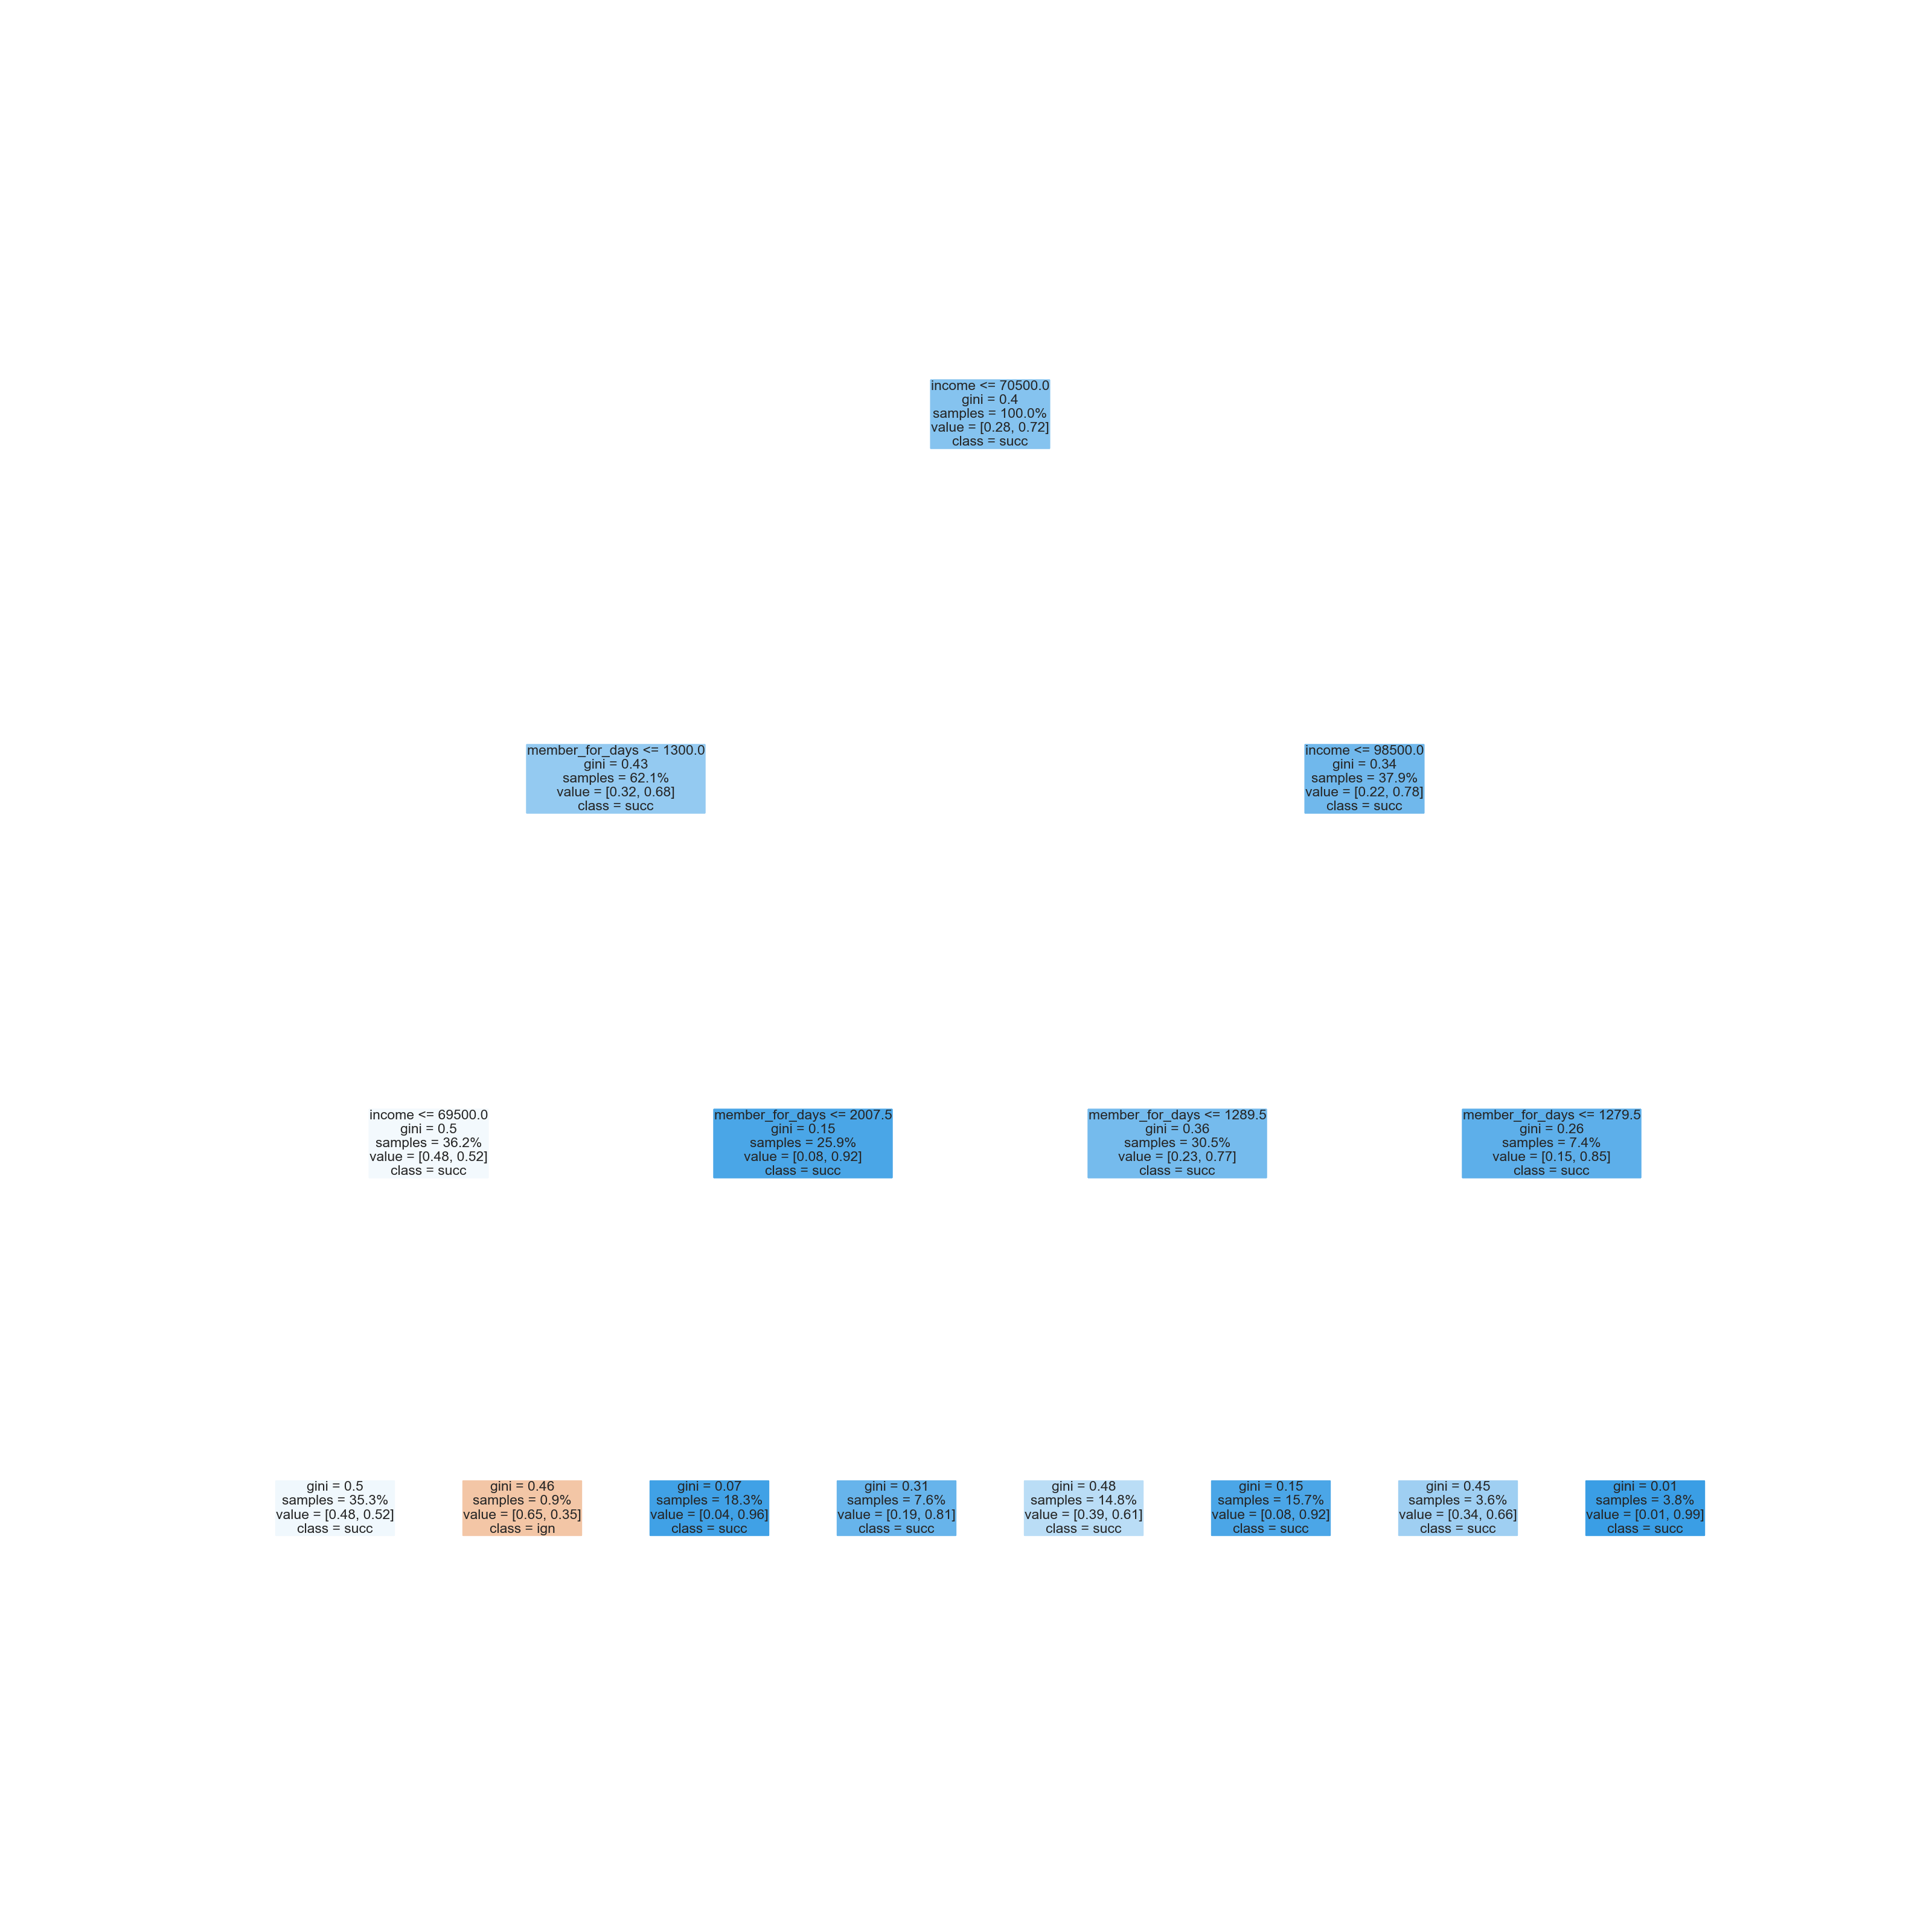 income <= 70500.0
gini = 0.4
samples = 100.0%
value = [0.28, 0.72]
class = succ
member_for_days <= 1300.0
gini = 0.43
samples = 62.1%
value = [0.32, 0.68]
class = succ
income <= 98500.0
gini = 0.34
samples = 37.9%
value = [0.22, 0.78]
class = succ
income <= 69500.0
gini = 0.5
samples = 36.2%
value = [0.48, 0.52]
class = succ
member_for_days <= 2007.5
gini = 0.15
samples = 25.9%
value = [0.08, 0.92]
class = succ
member_for_days <= 1289.5
gini = 0.36
samples = 30.5%
value = [0.23, 0.77]
class = succ
member_for_days <= 1279.5
gini = 0.26
samples = 7.4%
value = [0.15, 0.85]
class = succ
gini = 0.5
samples = 35.3%
value = [0.48, 0.52]
class = succ
gini = 0.46
samples = 0.9%
value = [0.65, 0.35]
class = ign
gini = 0.07
samples = 18.3%
value = [0.04, 0.96]
class = succ
gini = 0.31
samples = 7.6%
value = [0.19, 0.81]
class = succ
gini = 0.48
samples = 14.8%
value = [0.39, 0.61]
class = succ
gini = 0.15
samples = 15.7%
value = [0.08, 0.92]
class = succ
gini = 0.45
samples = 3.6%
value = [0.34, 0.66]
class = succ
gini = 0.01
samples = 3.8%
value = [0.01, 0.99]
class = succ